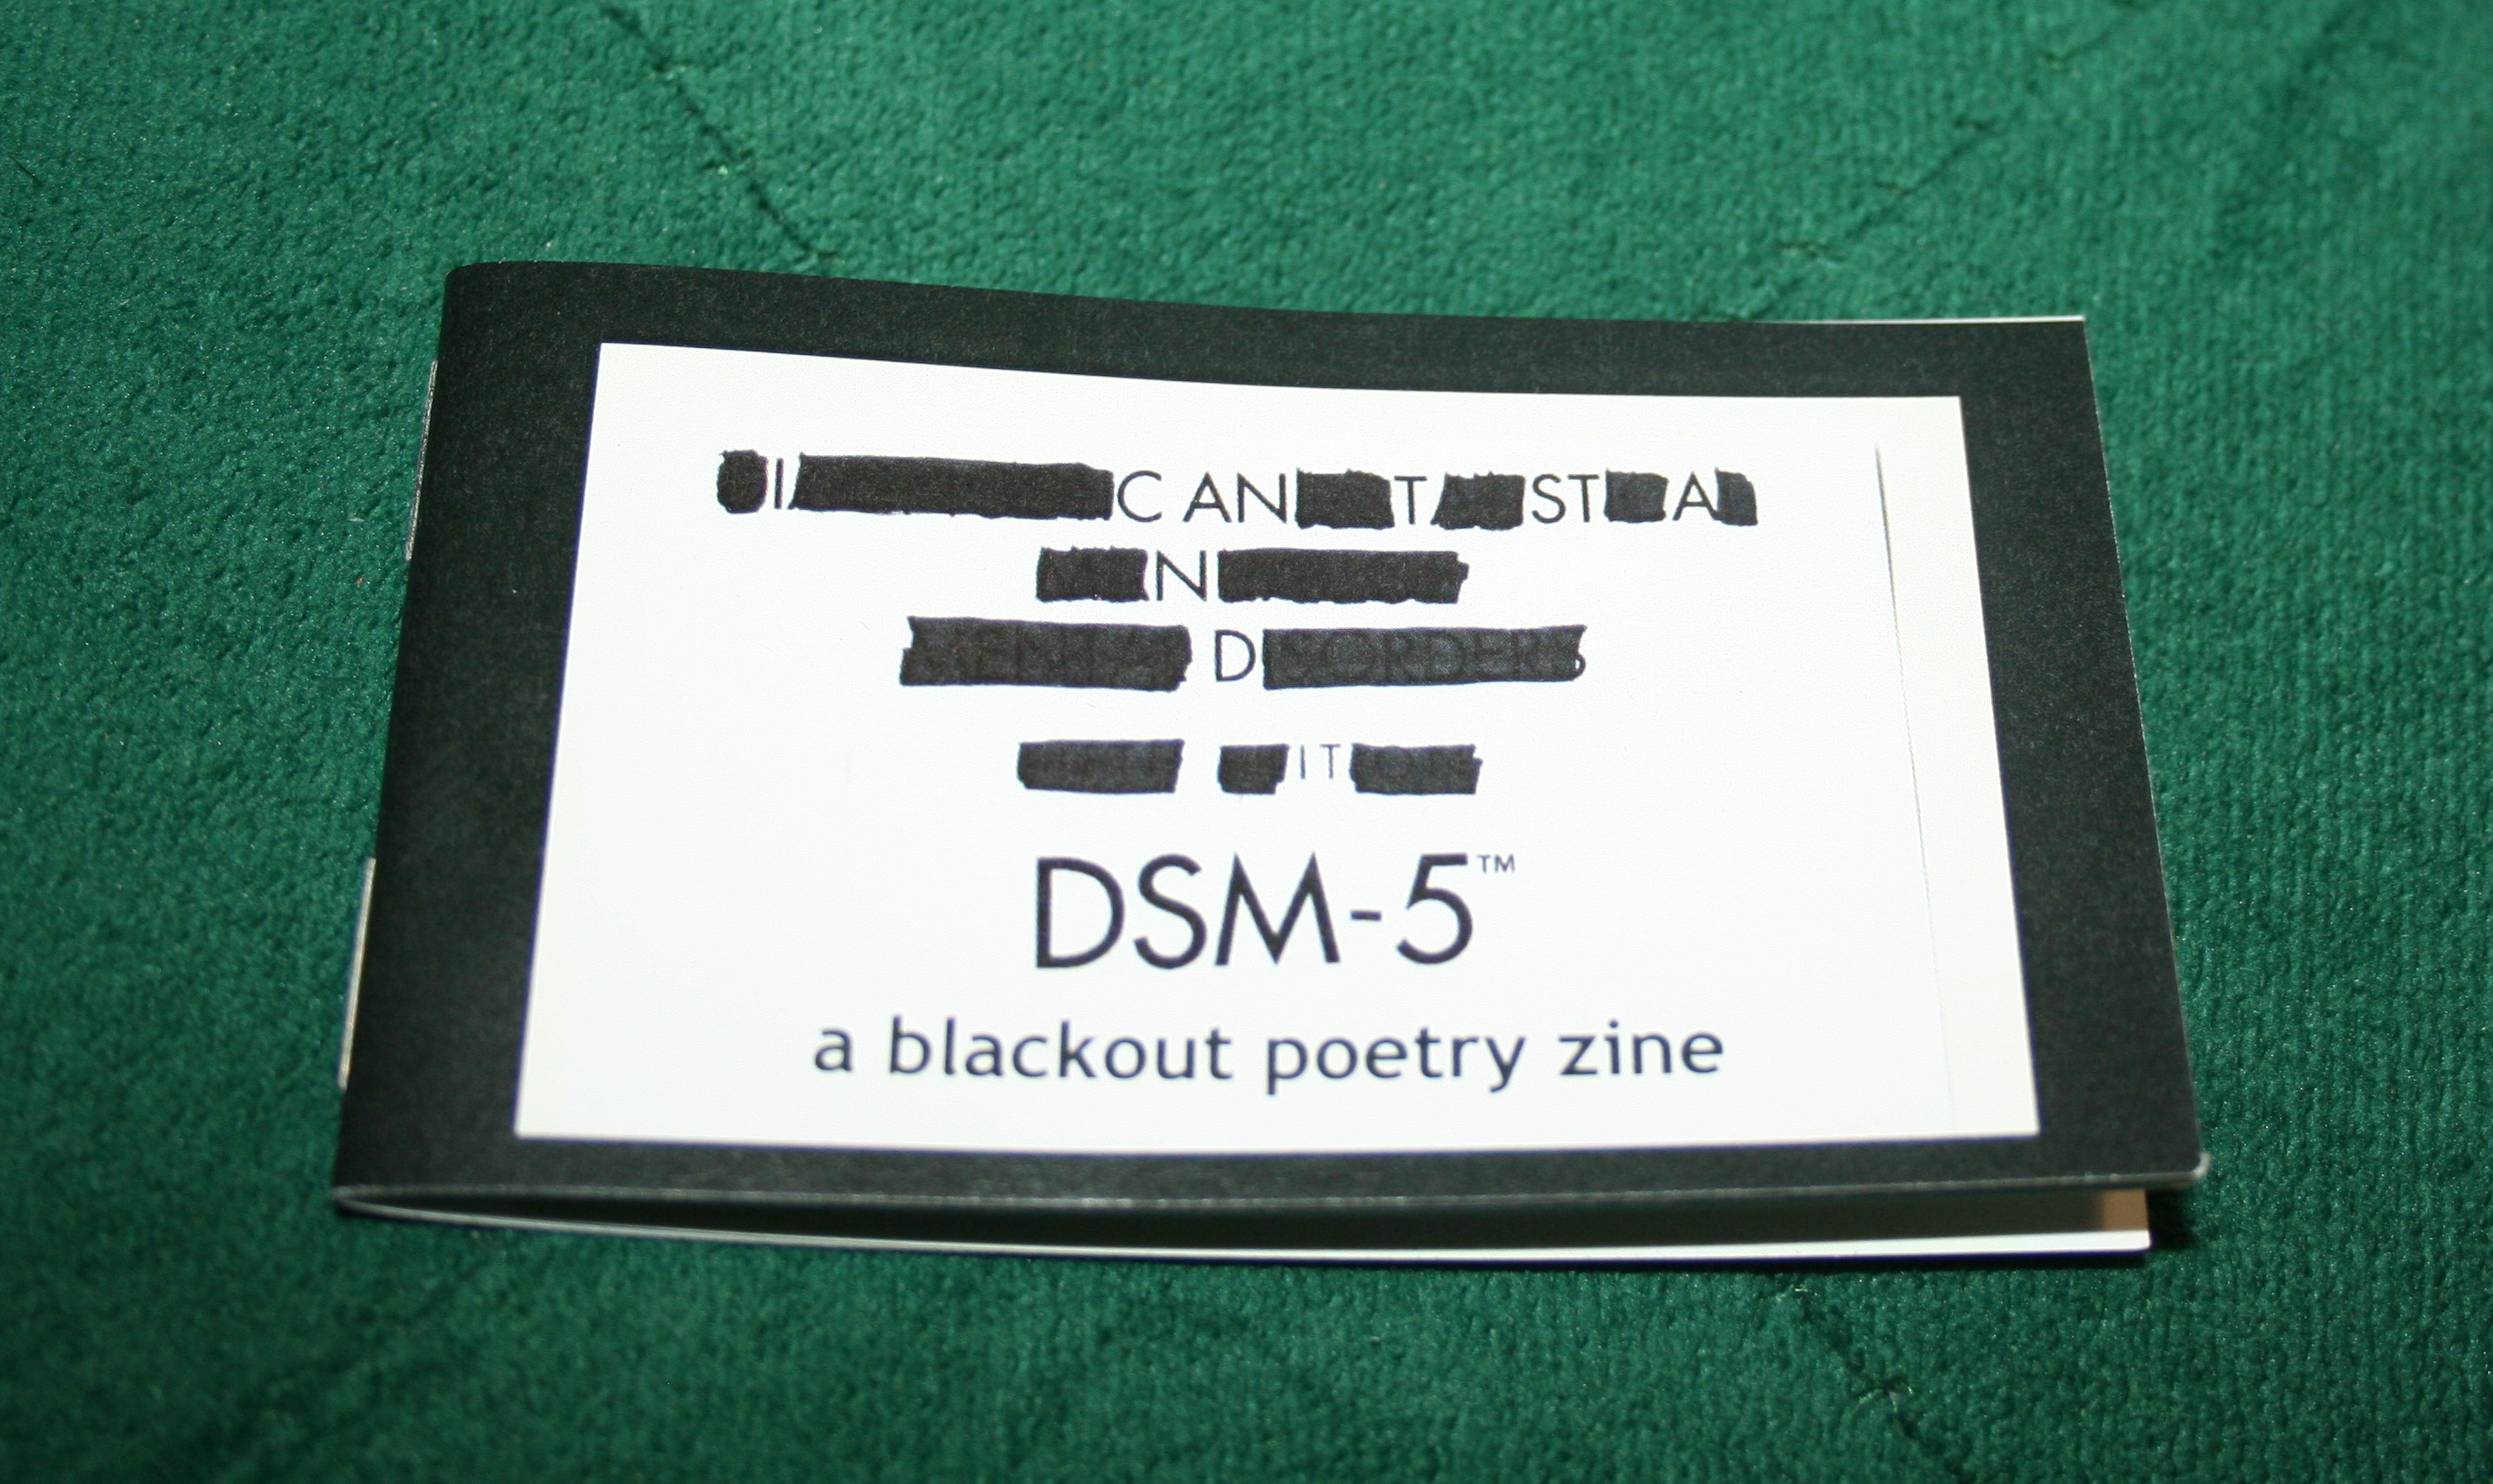 I C AN T ST A
N
D
IT
DSM-5™
a blackout poetry zine